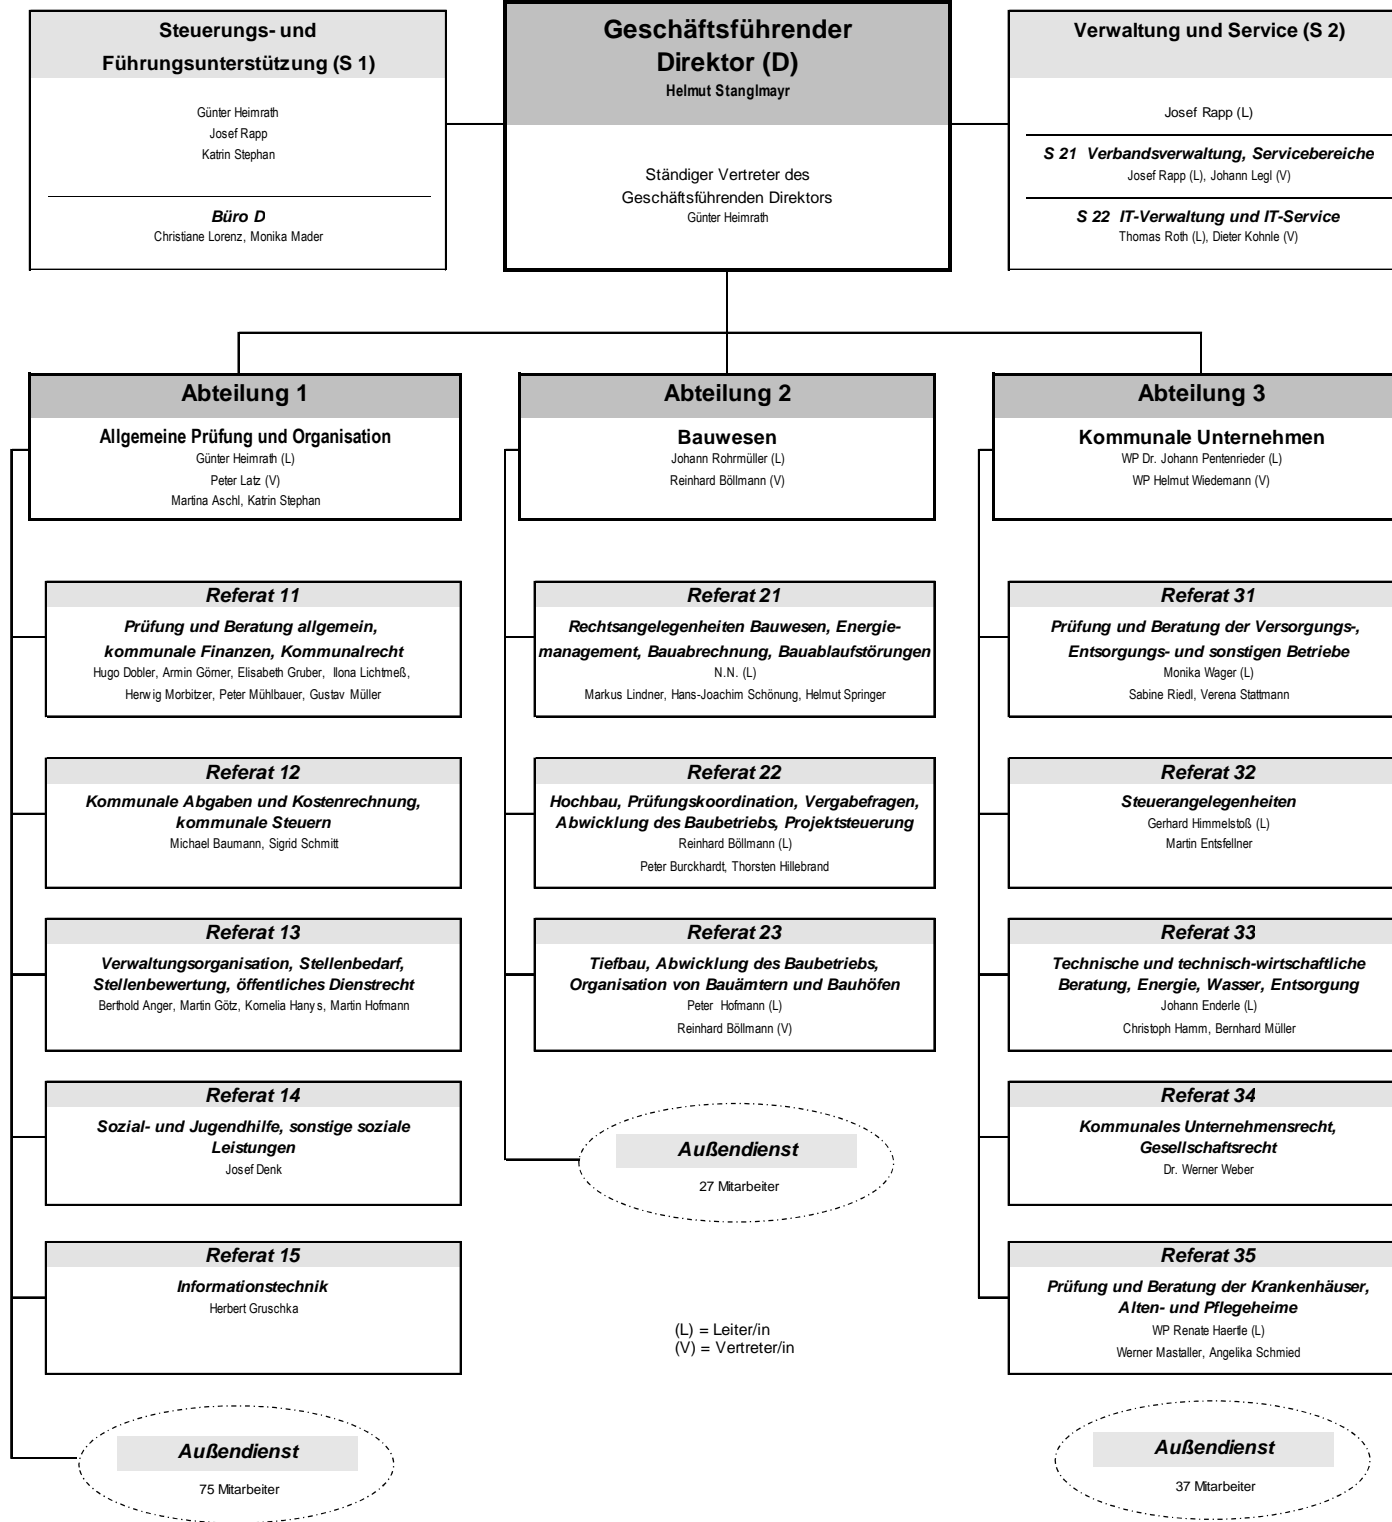 Steuerungs- und
Führungsunterstützung (S 1)
Günter Heimrath
Josef Rapp
Katrin Stephan
Büro D
Christiane Lorenz, Monika Mader
Geschäftsführender
Direktor (D)
Helmut Stanglmayr
Ständiger Vertreter des
Geschäftsführenden Direktors
Günter Heimrath
Verwaltung und Service (S 2)
Josef Rapp (L)
S 21 Verbandsverwaltung, Servicebereiche
Josef Rapp (L), Johann Legl (V)
S 22 IT-Verwaltung und IT-Service
Thomas Roth (L), Dieter Kohnle (V)
Abteilung 1
Allgemeine Prüfung und Organisation
Günter Heimrath (L)
Peter Latz (V)
Martina Aschl, Katrin Stephan
Referat 11
Prüfung und Beratung allgemein,
kommunale Finanzen, Kommunalrecht
Hugo Dobler, Armin Görner, Elisabeth Gruber, Ilona Lichtmeß,
Herwig Morbitzer, Peter Mühlbauer, Gustav Müller
Referat 12
Kommunale Abgaben und Kostenrechnung,
kommunale Steuern
Michael Baumann, Sigrid Schmitt
Referat 13
Verwaltungsorganisation, Stellenbedarf,
Stellenbewertung, öffentliches Dienstrecht
Berthold Anger, Martin Götz, Kornelia Hanys, Martin Hofmann
Referat 14
Sozial- und Jugendhilfe, sonstige soziale
Leistungen
Josef Denk
Referat 15
Informationstechnik
Herbert Gruschka
Außendienst
75 Mitarbeiter
Abteilung 2
Bauwesen
Johann Rohrmüller (L)
Reinhard Böllmann (V)
Referat 21
Rechtsangelegenheiten Bauwesen, Energie-
management, Bauabrechnung, Bauablaufstörungen
N.N. (L)
Markus Lindner, Hans-Joachim Schönung, Helmut Springer
Referat 22
Hochbau, Prüfungskoordination, Vergabefragen,
Abwicklung des Baubetriebs, Projektsteuerung
Reinhard Böllmann (L)
Peter Burckhardt, Thorsten Hillebrand
Referat 23
Tiefbau, Abwicklung des Baubetriebs,
Organisation von Bauämtern und Bauhöfen
Peter Hofmann (L)
Reinhard Böllmann (V)
Außendienst
27 Mitarbeiter
(L) = Leiter/in
(V) = Vertreter/in
Abteilung 3
Kommunale Unternehmen
WP Dr. Johann Pentenrieder (L)
WP Helmut Wiedemann (V)
Referat 31
Prüfung und Beratung der Versorgungs-,
Entsorgungs- und sonstigen Betriebe
Monika Wager (L)
Sabine Riedl, Verena Stattmann
Referat 32
Steuerangelegenheiten
Gerhard Himmelstoß (L)
Martin Entsfellner
Referat 33
Technische und technisch-wirtschaftliche
Beratung, Energie, Wasser, Entsorgung
Johann Enderle (L)
Christoph Hamm, Bernhard Müller
Referat 34
Kommunales Unternehmensrecht,
Gesellschaftsrecht
Dr. Werner Weber
Referat 35
Prüfung und Beratung der Krankenhäuser,
Alten- und Pflegeheime
WP Renate Haertle (L)
Werner Mastaller, Angelika Schmied
Außendienst
37 Mitarbeiter